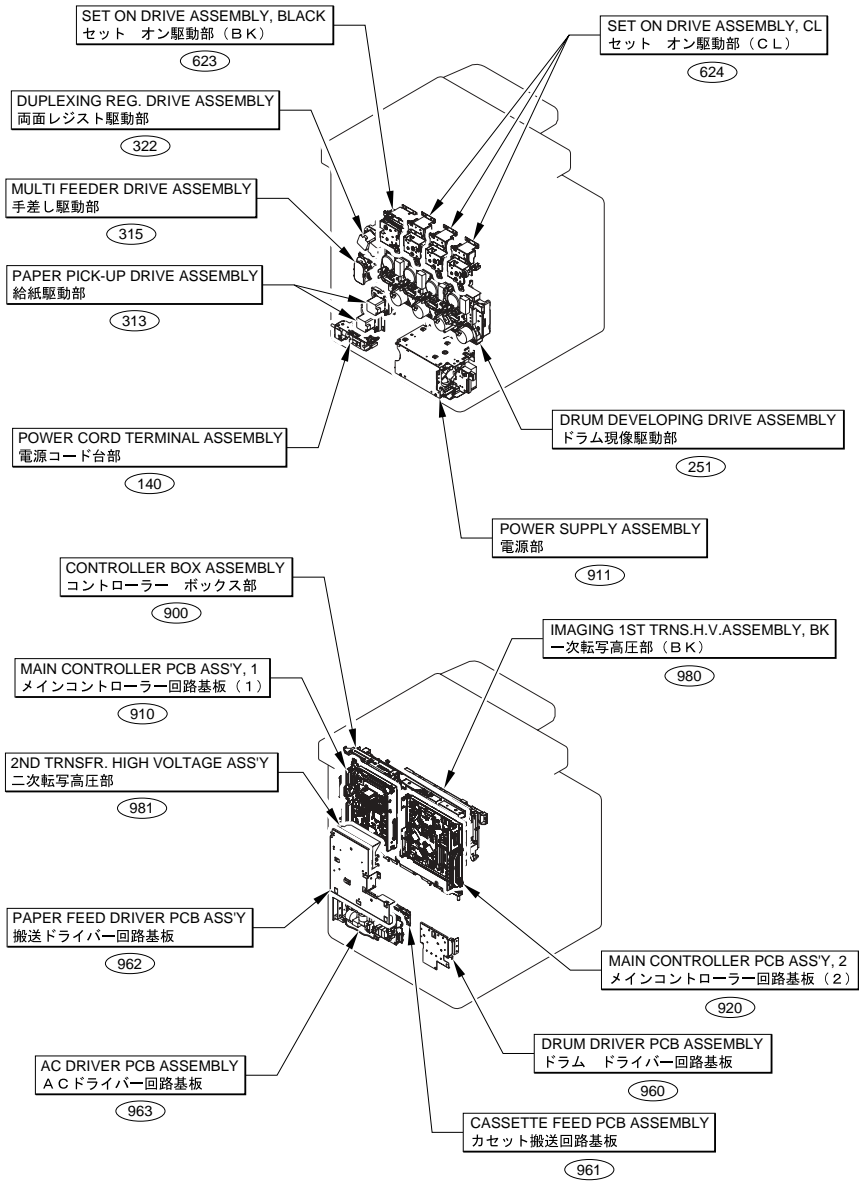 SET ON DRIVE ASSEMBLY, BLACK
セット　オン駆動部（ＢＫ）
623
SET ON DRIVE ASSEMBLY, CL
セット　オン駆動部（ＣＬ）
624
DUPLEXING REG. DRIVE ASSEMBLY
両面レジスト駆動部
322
MULTI FEEDER DRIVE ASSEMBLY
手差し駆動部
315
PAPER PICK-UP DRIVE ASSEMBLY
給紙駆動部
313
DRUM DEVELOPING DRIVE ASSEMBLY
ドラム現像駆動部
251
POWER CORD TERMINAL ASSEMBLY
電源コード台部
140
POWER SUPPLY ASSEMBLY
電源部
911
CONTROLLER BOX ASSEMBLY
コントローラー　ボックス部
900
IMAGING 1ST TRNS.H.V.ASSEMBLY, BK
一次転写高圧部（ＢＫ）
980
MAIN CONTROLLER PCB ASS'Y, 1
メインコントローラー回路基板（１）
910
2ND TRNSFR. HIGH VOLTAGE ASS'Y
二次転写高圧部
981
PAPER FEED DRIVER PCB ASS'Y
搬送ドライバー回路基板
962
MAIN CONTROLLER PCB ASS'Y, 2
メインコントローラー回路基板（２）
920
DRUM DRIVER PCB ASSEMBLY
ドラム　ドライバー回路基板
960
AC DRIVER PCB ASSEMBLY
ＡＣドライバー回路基板
963
CASSETTE FEED PCB ASSEMBLY
カセット搬送回路基板
961